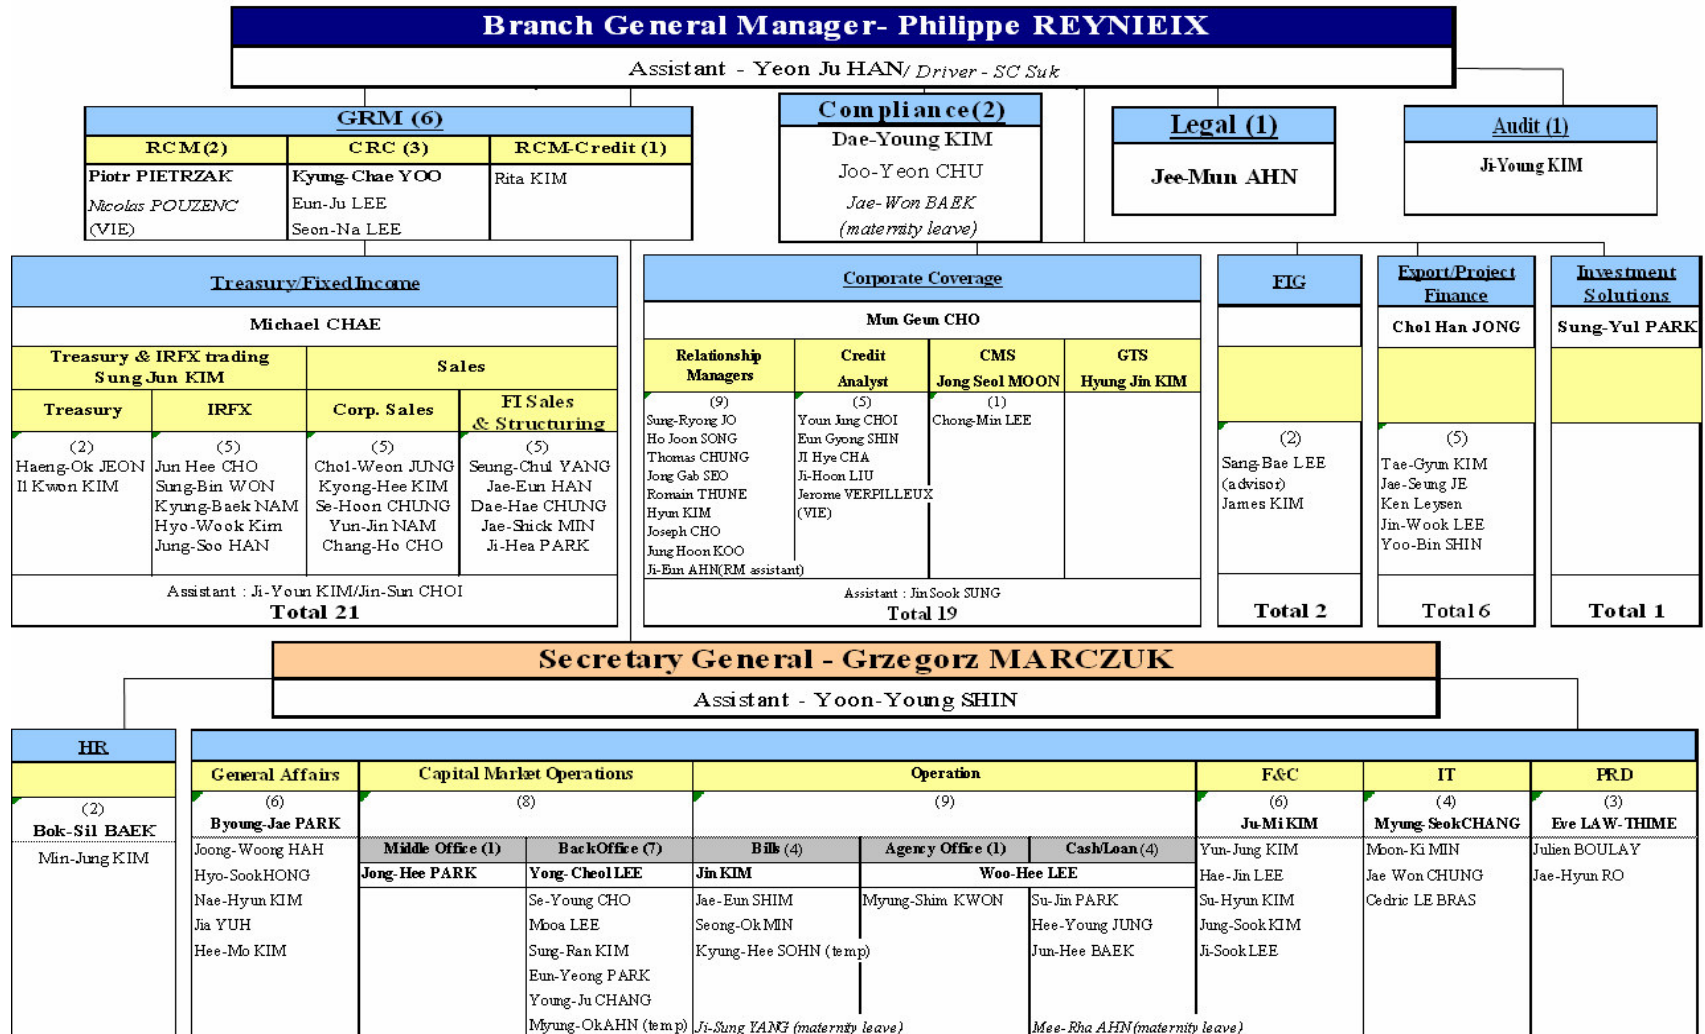 Branch General Manager- Philippe REYNIEIX
Assistant - Yeon Ju HAN/ Driver - SC Suk
GRM (6)
RCM(2)
CRC (3)
RCM-Credit (1)
Piotr PIETRZAK
Nicolas POUZENC
(VIE)
Kyung-Chae YOO
Eun-Ju LEE
Seon-Na LEE
Rita KIM
Compliance(2)
Dae-Young KIM
Joo-Yeon CHU
Jae-Won BAEK
(maternity leave)
Legal (1)
Jee-Mun AHN
Audit (1)
Ji-Young KIM
Treasury/Fixed Income
Michael CHAE
Treasury & IRFX trading
Sung Jun KIM
Sales
Treasury
IRFX
Corp. Sales
FI Sales
& Structuring
(2)
Haeng-Ok JEON
Il Kwon KIM
(5)
Jun Hee CHO
Sung-Bin WON
Kyung-Baek NAM
Hyo-Wook Kim
Jung-Soo HAN
(5)
Chol-Weon JUNG
Kyong-Hee KIM
Se-Hoon CHUNG
Yun-Jin NAM
Chang-Ho CHO
(5)
Seung-Chul YANG
Jae-Eun HAN
Dae-Hae CHUNG
Jae-Shick MIN
Ji-Hea PARK
Assistant : Ji-Youn KIM/Jin-Sun CHOI
Total 21
Corporate Coverage
Mun Geun CHO
Relationship
Managers
Credit
Analyst
CMS
Jong Seol MOON
GTS
Hyung Jin KIM
(9)
Sung-Ryong JO
Ho Joon SONG
Thomas CHUNG
Jong Gab SEO
Romain THUNE
Hyun KIM
Joseph CHO
Jung Hoon KOO
Ji-Eun AHN(RM assistant)
(5)
Youn Jung CHOI
Eun Gyong SHIN
JI Hye CHA
Ji-Hoon LIU
Jerome VERPILLEUX
(VIE)
(1)
Chong-Min LEE
Assistant : Jin Sook SUNG
Total 19
FIG
(2)
Sang-Bae LEE
(advisor)
James KIM
Total 2
Export/Project
Finance
Chol Han JONG
(5)
Tae-Gyun KIM
Jae-Seung JE
Ken Leysen
Jin-Wook LEE
Yoo-Bin SHIN
Total 6
Investment
Solutions
Sung-Yul PARK
Total 1
Secretary General - Grzegorz MARCZUK
Assistant - Yoon-Young SHIN
HR
(2)
Bok-Sil BAEK
Min-Jung KIM
General Affairs
(6)
Byoung-Jae PARK
Joong-Woong HAH
Hyo-Sook HONG
Nae-Hyun KIM
Jia YUH
Hee-Mo KIM
Capital Market Operations
(8)
Middle Office (1)
Jong-Hee PARK
Back Office (7)
Yong-Cheol LEE
Se-Young CHO
Mooa LEE
Sung-Ran KIM
Eun-Yeong PARK
Young-Ju CHANG
Myung-Ok AHN (temp)
Operation
(9)
Bills (4)
Jin KIM
Jae-Eun SHIM
Seong-Ok MIN
Kyung-Hee SOHN (temp)
Ji-Sung YANG (maternity leave)
Agency Office (1)
Cash/Loan (4)
Woo-Hee LEE
Myung-Shim KWON
Su-Jin PARK
Hee-Young JUNG
Jun-Hee BAEK
Mee-Rha AHN (maternity leave)
F&C
(6)
Ju-Mi KIM
Yun-Jung KIM
Hae-Jin LEE
Su-Hyun KIM
Jung-Sook KIM
Ji-Sook LEE
IT
(4)
Myung-Seok CHANG
Moon-Ki MIN
Jae Won CHUNG
Cedric LE BRAS
PRD
(3)
Eve LAW-THIME
Julien BOULAY
Jae-Hyun RO